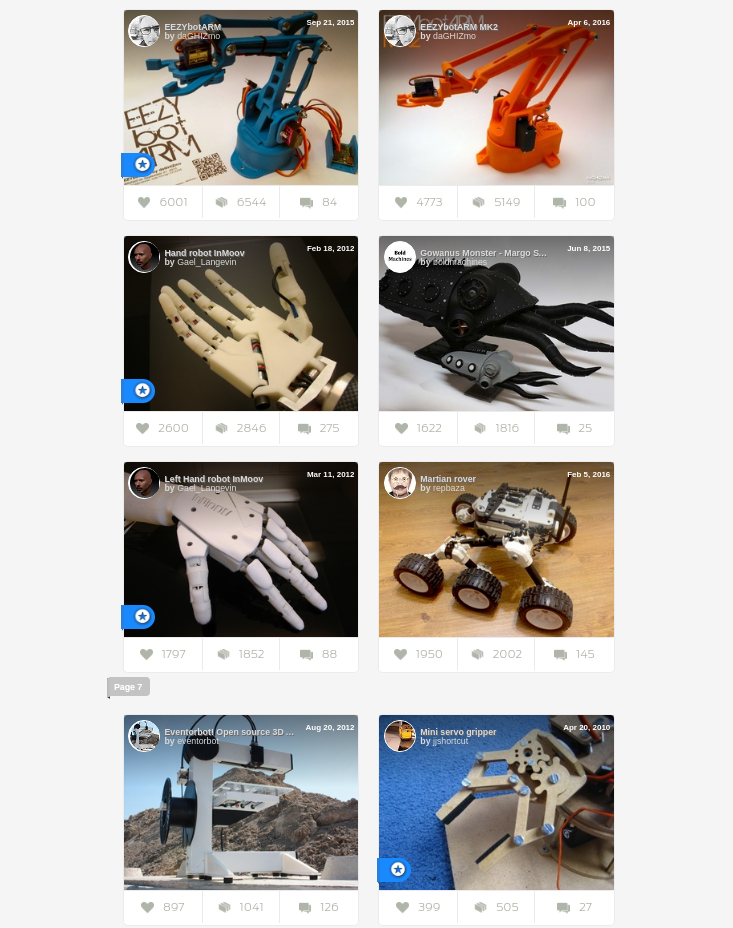 EEZYbotARM
by daGHIZmo
Sep 21, 2015
EEZY
bot
ARM
6001 6544 84
EEZYbotARM MK2
by daGHIZmo
Apr 6, 2016
4773 5149 100
Hand robot InMoov
by Gael_Langevin
Feb 18, 2012
2600 2846 275
Bold
Machines
Gowanus Monster - Margo S...
by boldmachines
Jun 8, 2015
1622 1816 25
Left Hand robot InMoov
by Gael_Langevin
Mar 11, 2012
1797 1852 88
Martian rover
by repbaza
Feb 5, 2016
1950 2002 145
Page 7
Eventorbot! Open source 3D ...
by eventorbot
Aug 20, 2012
897 1041 126
Mini servo gripper
by jjshortcut
Apr 20, 2010
399 505 27